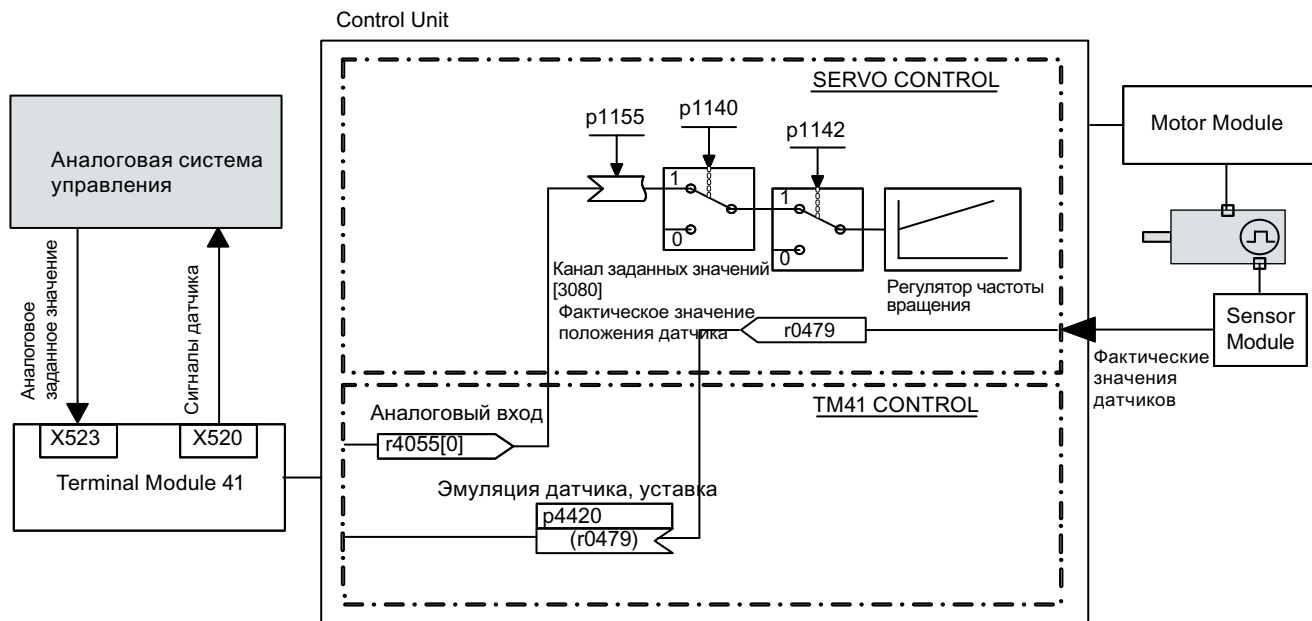 Control Unit
SERVO CONTROL
p1155
p1140
p1142
1
0
1
0
Канал заданных значений
[3080]
Регулятор частоты
вращения
Фактическое значение
положения датчика
r0479
Аналоговая система
управления
Аналоговое
заданное значение
Сигналы датчика
X523
X520
Terminal Module 41
TM41 CONTROL
Аналоговый вход
r4055[0]
Эмуляция датчика, уставка
p4420
(r0479)
Motor Module
Sensor
Module
Фактические
значения
датчиков